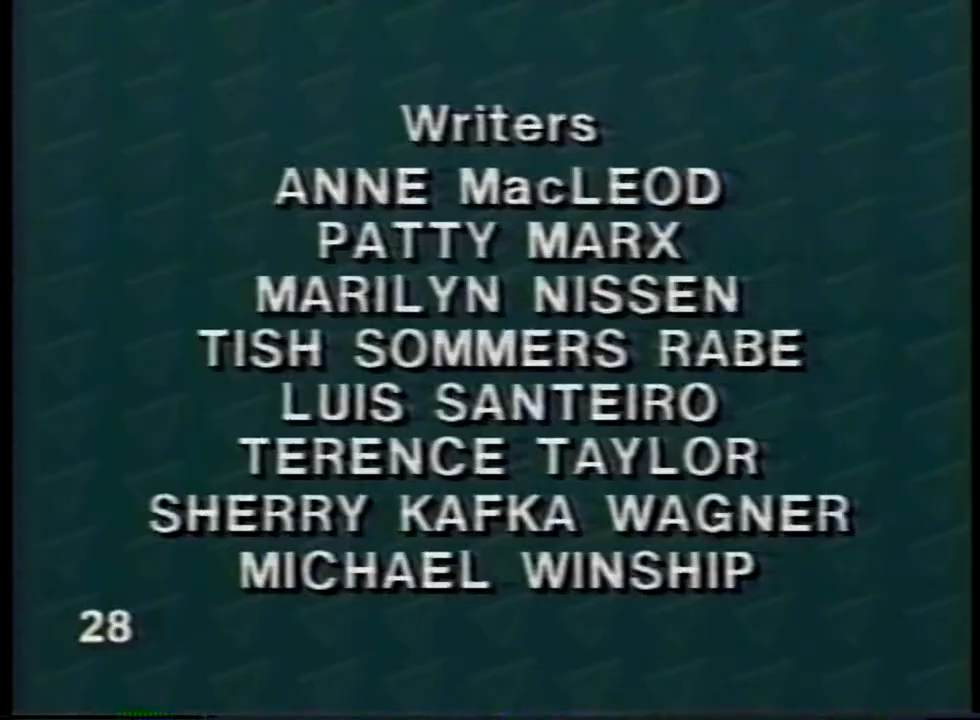 Writers
ANNE MacLEOD
PATTY MARX
MARILYN NISSEN
TISH SOMMERS RABE
LUIS SANTEIRO
TERENCE TAYLOR
SHERRY KAFKA WAGNER
MICHAEL WINSHIP
28